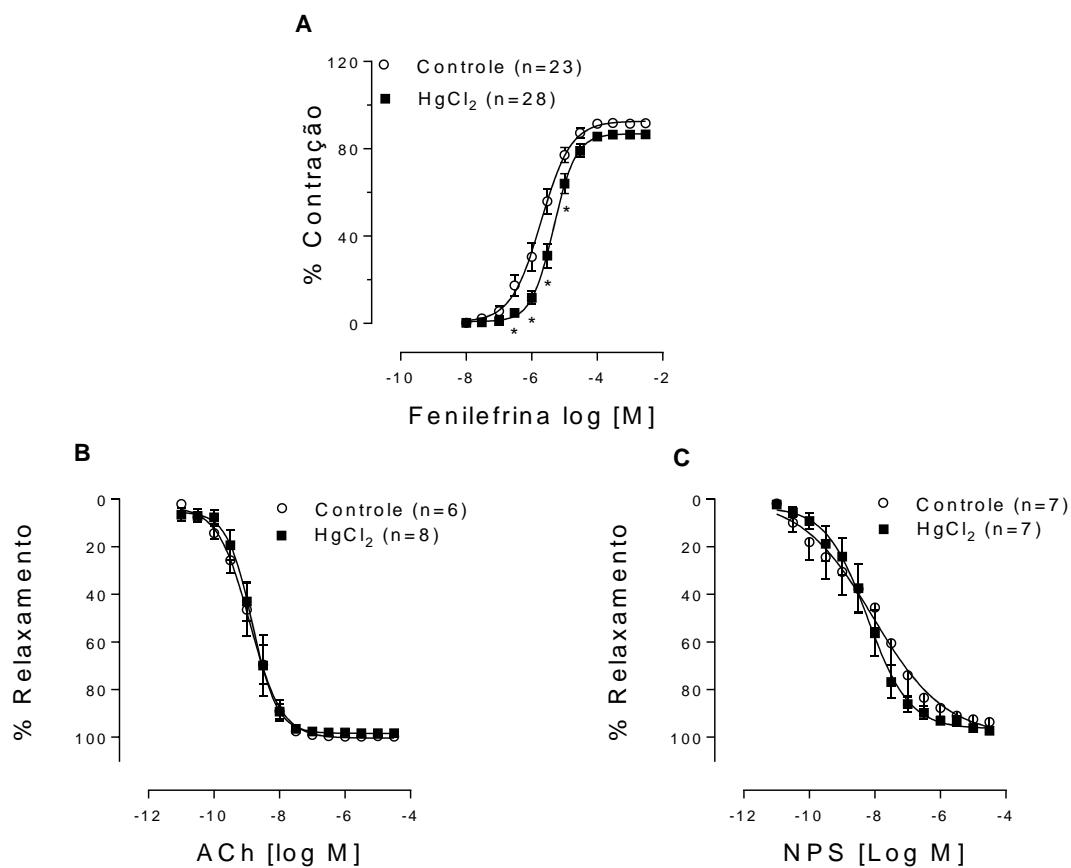 A
120
80
40
0
% Contração
Controle (n=23)
HgCl2 (n=28)
*
*
*
*
-10
-8
-6
-4
-2
Fenilefrina log [M]
B
0
20
40
60
80
100
% Relaxamento
Controle (n=6)
HgCl2 (n=8)
-12
-10
-8
-6
-4
ACh [log M]
C
0
20
40
60
80
100
% Relaxamento
Controle (n=7)
HgCl2 (n=7)
-12
-10
-8
-6
-4
NPS [Log M]